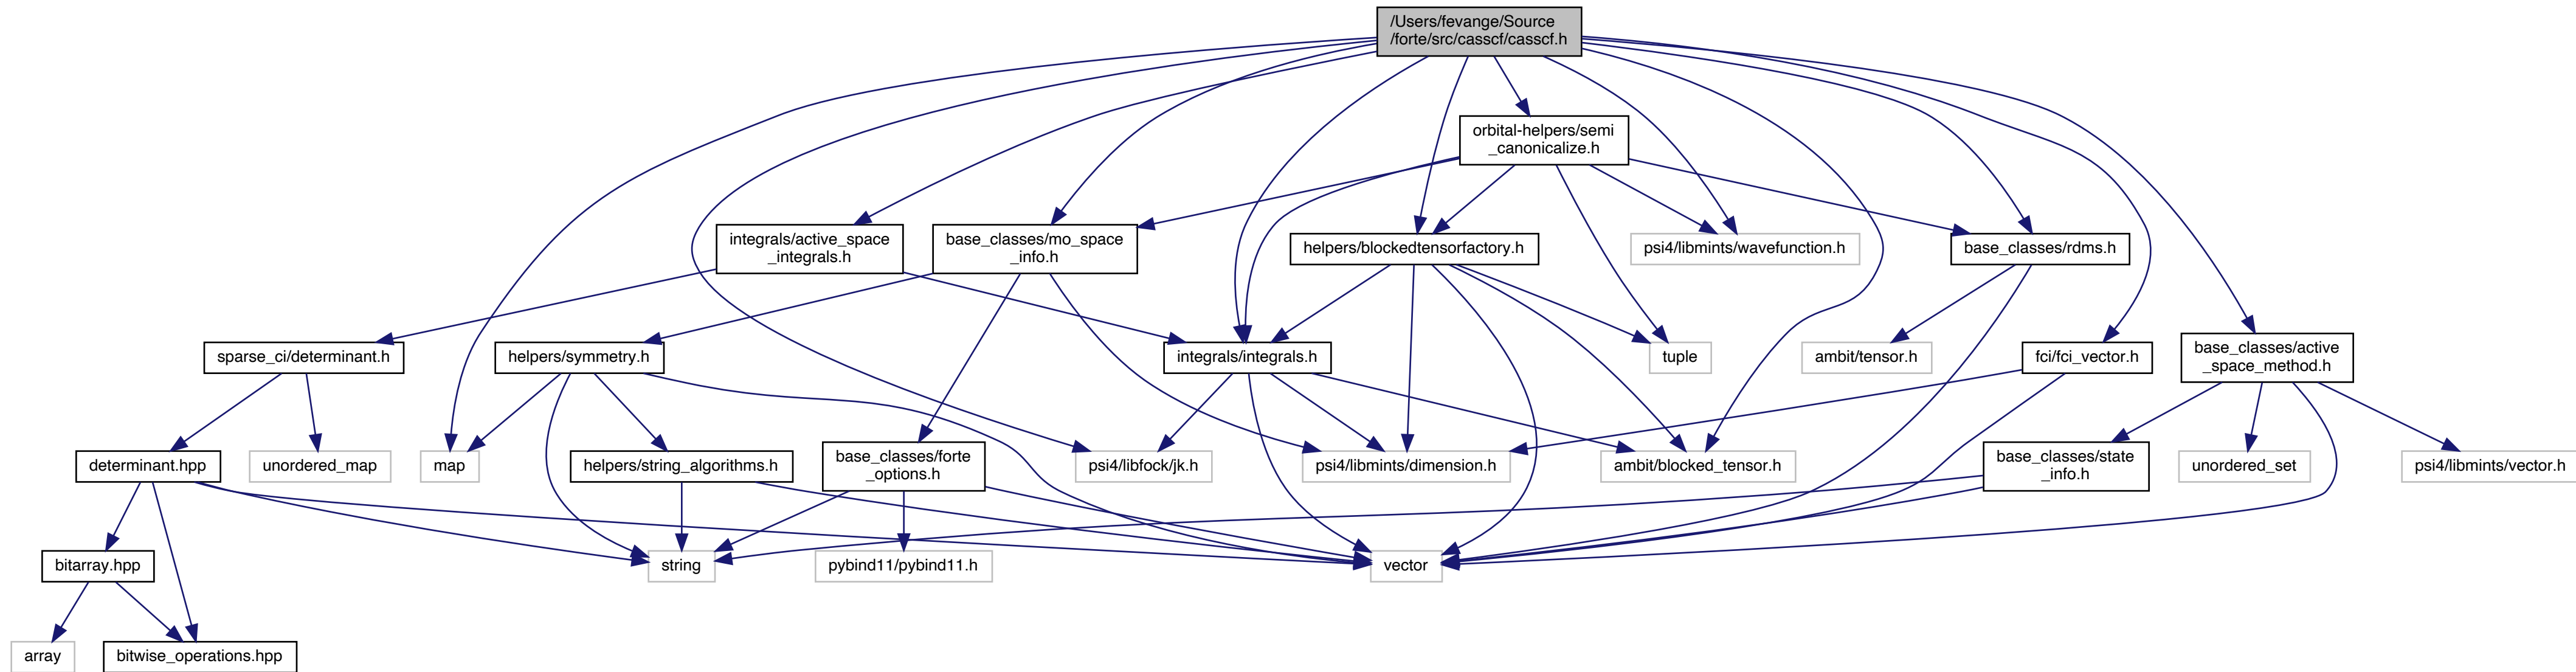 /Users/fevange/Source
/forte/src/casscf/casscf.h
orbital-helpers/semi
_canonicalize.h
integrals/active_space
_integrals.h
base_classes/mo_space
_info.h
helpers/blockedtensorfactory.h
psi4/libmints/wavefunction.h
base_classes/rdms.h
sparse_ci/determinant.h
helpers/symmetry.h
integrals/integrals.h
tuple
ambit/tensor.h
fci/fci_vector.h
base_classes/active
_space_method.h
determinant.hpp
unordered_map
map
helpers/string_algorithms.h
base_classes/forte
_options.h
psi4/libfock/jk.h
psi4/libmints/dimension.h
ambit/blocked_tensor.h
base_classes/state
_info.h
unordered_set
psi4/libmints/vector.h
bitarray.hpp
string
pybind11/pybind11.h
vector
array
bitwise_operations.hpp